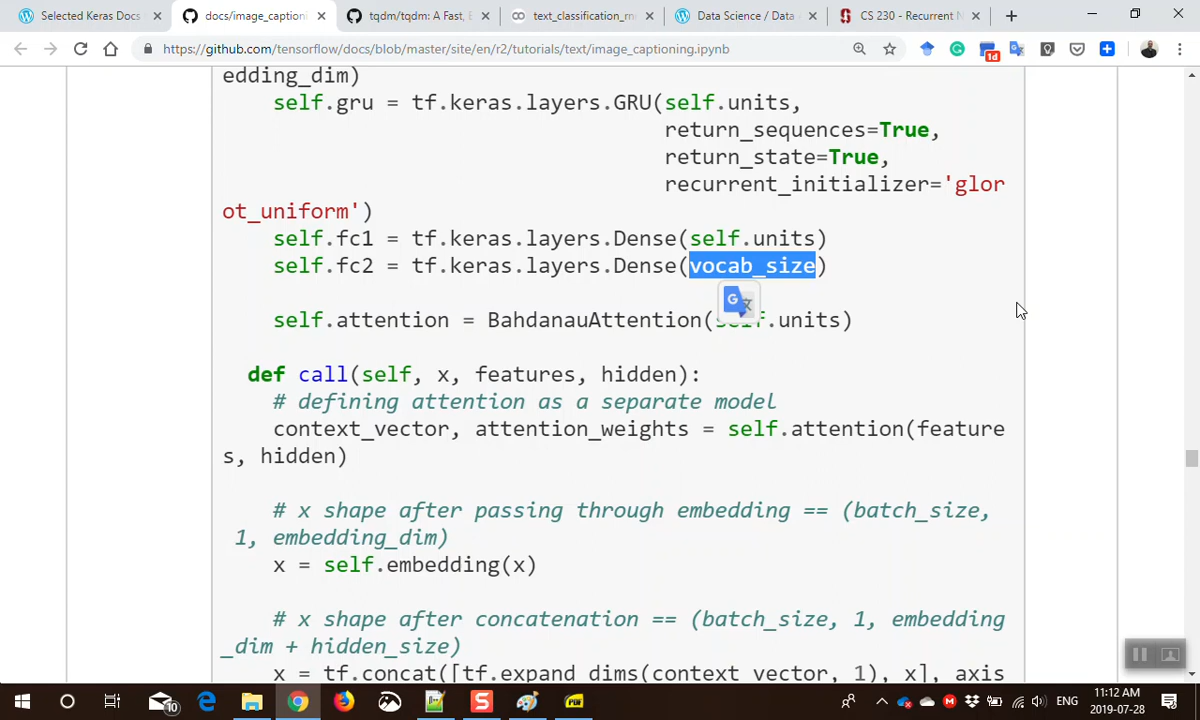 Selected Keras Docs
docs/image_captioni
tqdm/tqdm: A Fast, E
text_classification_rn
Data Science / Data
CS 230 - Recurrent N
https://github.com/tensorflow/docs/blob/master/site/en/r2/tutorials/text/image_captioning.ipynb
1d
edding_dim)
self.gru = tf.keras.layers.GRU(self.units,
return_sequences=True,
return_state=True,
recurrent_initializer='glor
ot_uniform')
self.fc1 = tf.keras.layers.Dense(self.units)
self.fc2 = tf.keras.layers.Dense(vocab_size)
G
self.attention = BahdanauAttention(self.units)
def call(self, x, features, hidden):
# defining attention as a separate model
context_vector, attention_weights = self.attention(feature
s, hidden)
# x shape after passing through embedding == (batch_size,
1, embedding_dim)
x = self.embedding(x)
# x shape after concatenation == (batch_size, 1, embedding
_dim + hidden_size)
x = tf.concat([tf.expand_dims(context_vector, 1), x], axis
10
ENG
11:12 AM
2019-07-28